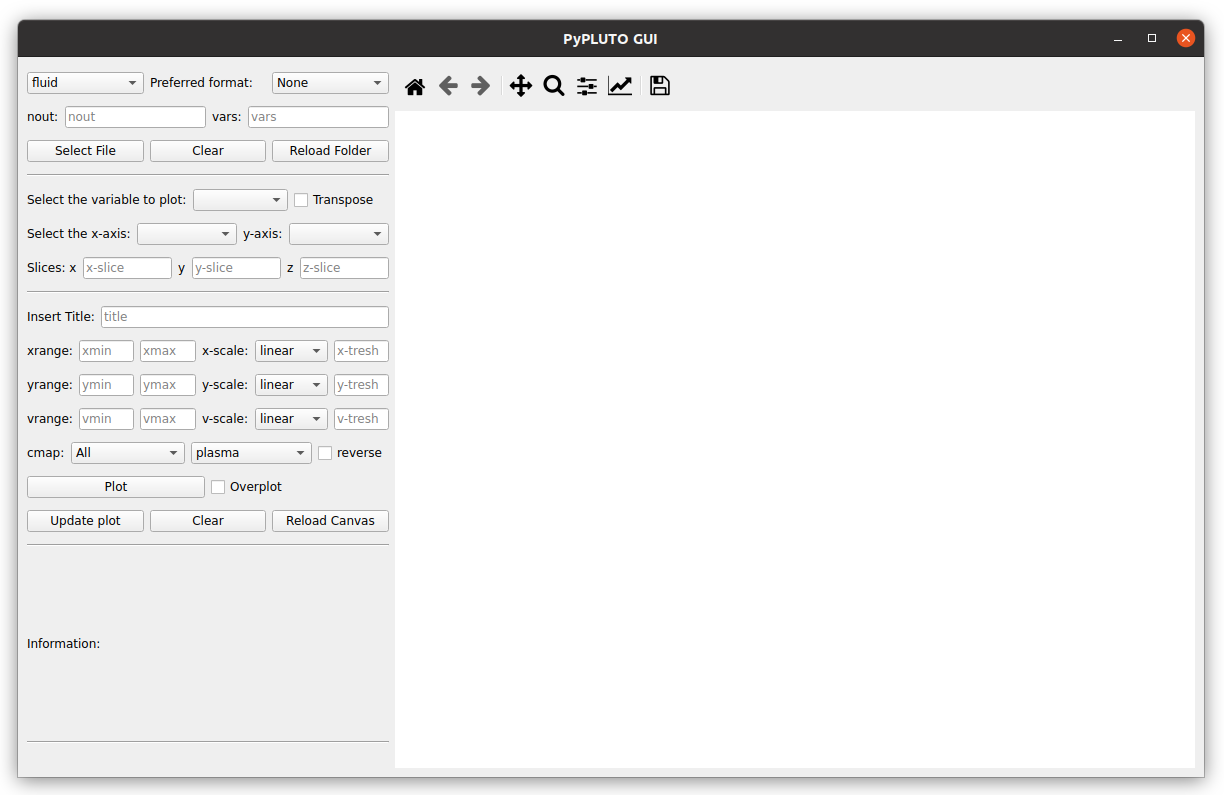 PyPLUTO GUI
fluid Preferred format: None
nout: nout vars: vars
Select File Clear Reload Folder
Select the variable to plot: Transpose
Select the x-axis: y-axis:
Slices: x x-slice y y-slice z z-slice
Insert Title: title
xrange: xmin xmax x-scale: linear x-tresh
yrange: ymin ymax y-scale: linear y-tresh
vrange: vmin vmax v-scale: linear v-tresh
cmap: All plasma reverse
Plot Overplot
Update plot Clear Reload Canvas
Information: